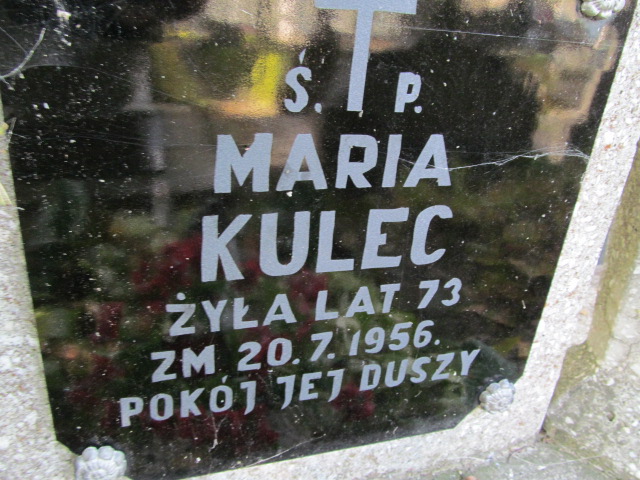 Ś. P.
MARIA
KULEC
ŻYŁA LAT 73
ZM. 20.7.1956.
POKÓJ JEJ DUSZY